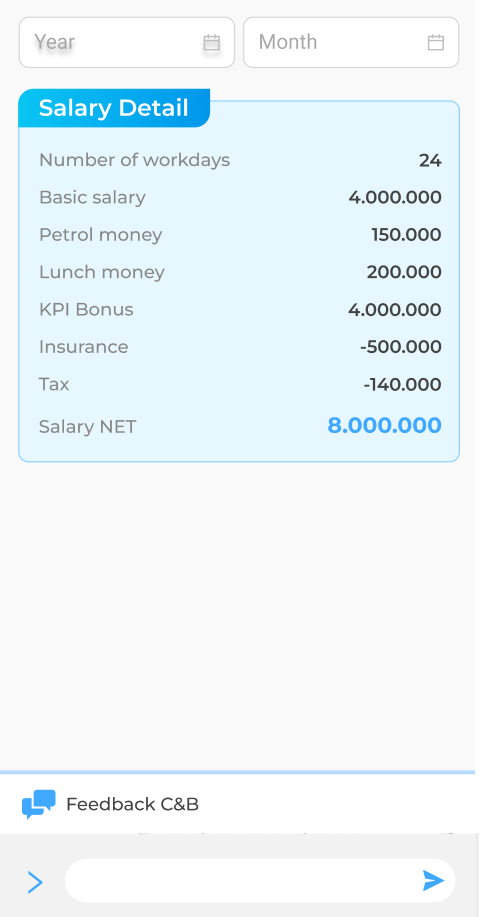 Year Month
Salary Detail
Number of workdays 24
Basic salary 4.000.000
Petrol money 150.000
Lunch money 200.000
KPI Bonus 4.000.000
Insurance -500.000
Tax -140.000
Salary NET 8.000.000
Feedback C&B